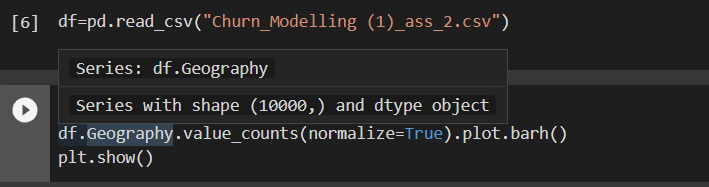 [6] df=pd.read_csv("Churn_Modelling (1)_ass_2.csv")
Series: df.Geography
Series with shape (10000,) and dtype object
df.Geography.value_counts(normalize=True).plot.barh()
plt.show()